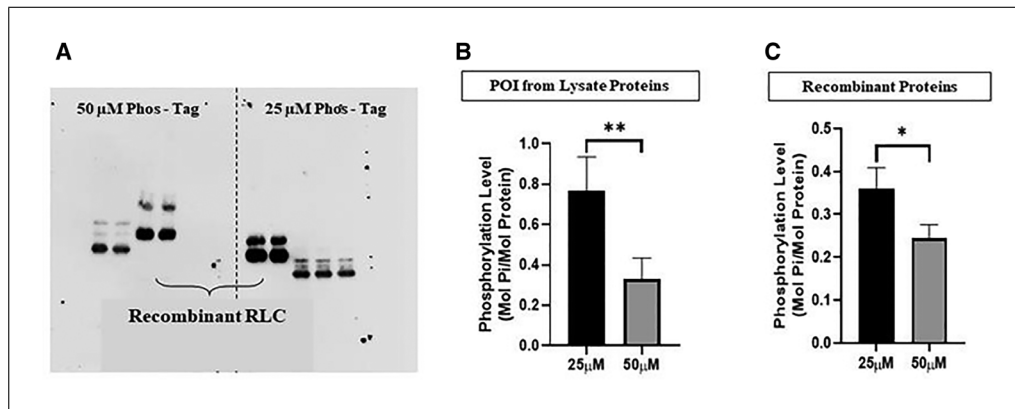 A
50 µM Phos - Tag
25 µM Phos - Tag
Recombinant RLC
B
POI from Lysate Proteins
Phosphorylation Level
(Mol Pi/Mol Protein)
1.0
0.8
0.6
0.4
0.2
0.0
**
25µM
50µM
C
Recombinant Proteins
Phosphorylation Level
(Mol Pi/Mol Protein)
0.5
0.4
0.3
0.2
0.1
0.0
*
25µM
50µM